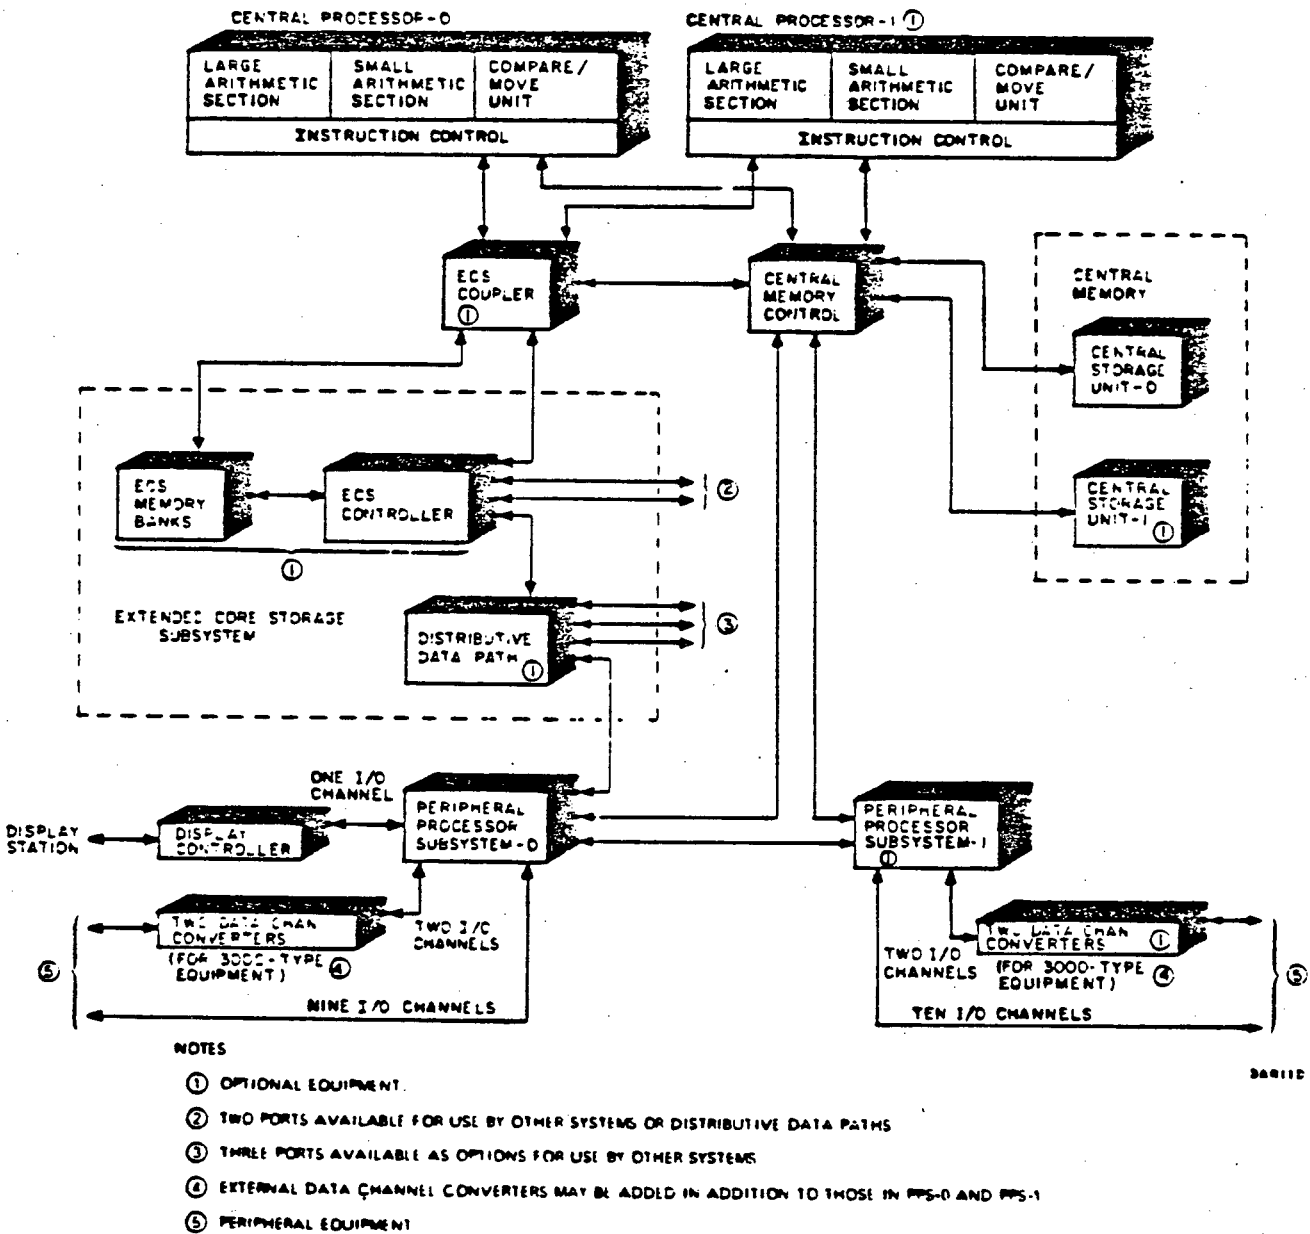 CENTRAL PROCESSOR-0
CENTRAL PROCESSOR-1 ①
LARGE ARITHMETIC SECTION
SMALL ARITHMETIC SECTION
COMPARE/ MOVE UNIT
INSTRUCTION CONTROL
LARGE ARITHMETIC SECTION
SMALL ARITHMETIC SECTION
COMPARE/ MOVE UNIT
INSTRUCTION CONTROL
ECS
COUPLER
①
CENTRAL
MEMORY
CONTROL
CENTRAL
MEMORY
CENTRAL
STORAGE
UNIT-0
CENTRAL
STORAGE
UNIT-1
①
ECS
MEMORY
BANKS
ECS
CONTROLLER
②
①
EXTENDED CORE STORAGE
SUBSYSTEM
DISTRIBUTIVE
DATA PATH
①
③
ONE I/O
CHANNEL
DISPLAY
STATION
DISPLAY
CONTROLLER
PERIPHERAL
PROCESSOR
SUBSYSTEM-0
PERIPHERAL
PROCESSOR
SUBSYSTEM-1
①
TWO DATA CHAN
CONVERTERS
(FOR 3000-TYPE
EQUIPMENT) ④
TWO I/O
CHANNELS
⑤
NINE I/O CHANNELS
TWO I/O
CHANNELS
TWO DATA CHAN
CONVERTERS ①
(FOR 3000-TYPE
EQUIPMENT) ④
⑤
TEN I/O CHANNELS
NOTES
① OPTIONAL EQUIPMENT.
② TWO PORTS AVAILABLE FOR USE BY OTHER SYSTEMS OR DISTRIBUTIVE DATA PATHS
③ THREE PORTS AVAILABLE AS OPTIONS FOR USE BY OTHER SYSTEMS
④ EXTERNAL DATA CHANNEL CONVERTERS MAY BE ADDED IN ADDITION TO THOSE IN PPS-0 AND PPS-1
⑤ PERIPHERAL EQUIPMENT